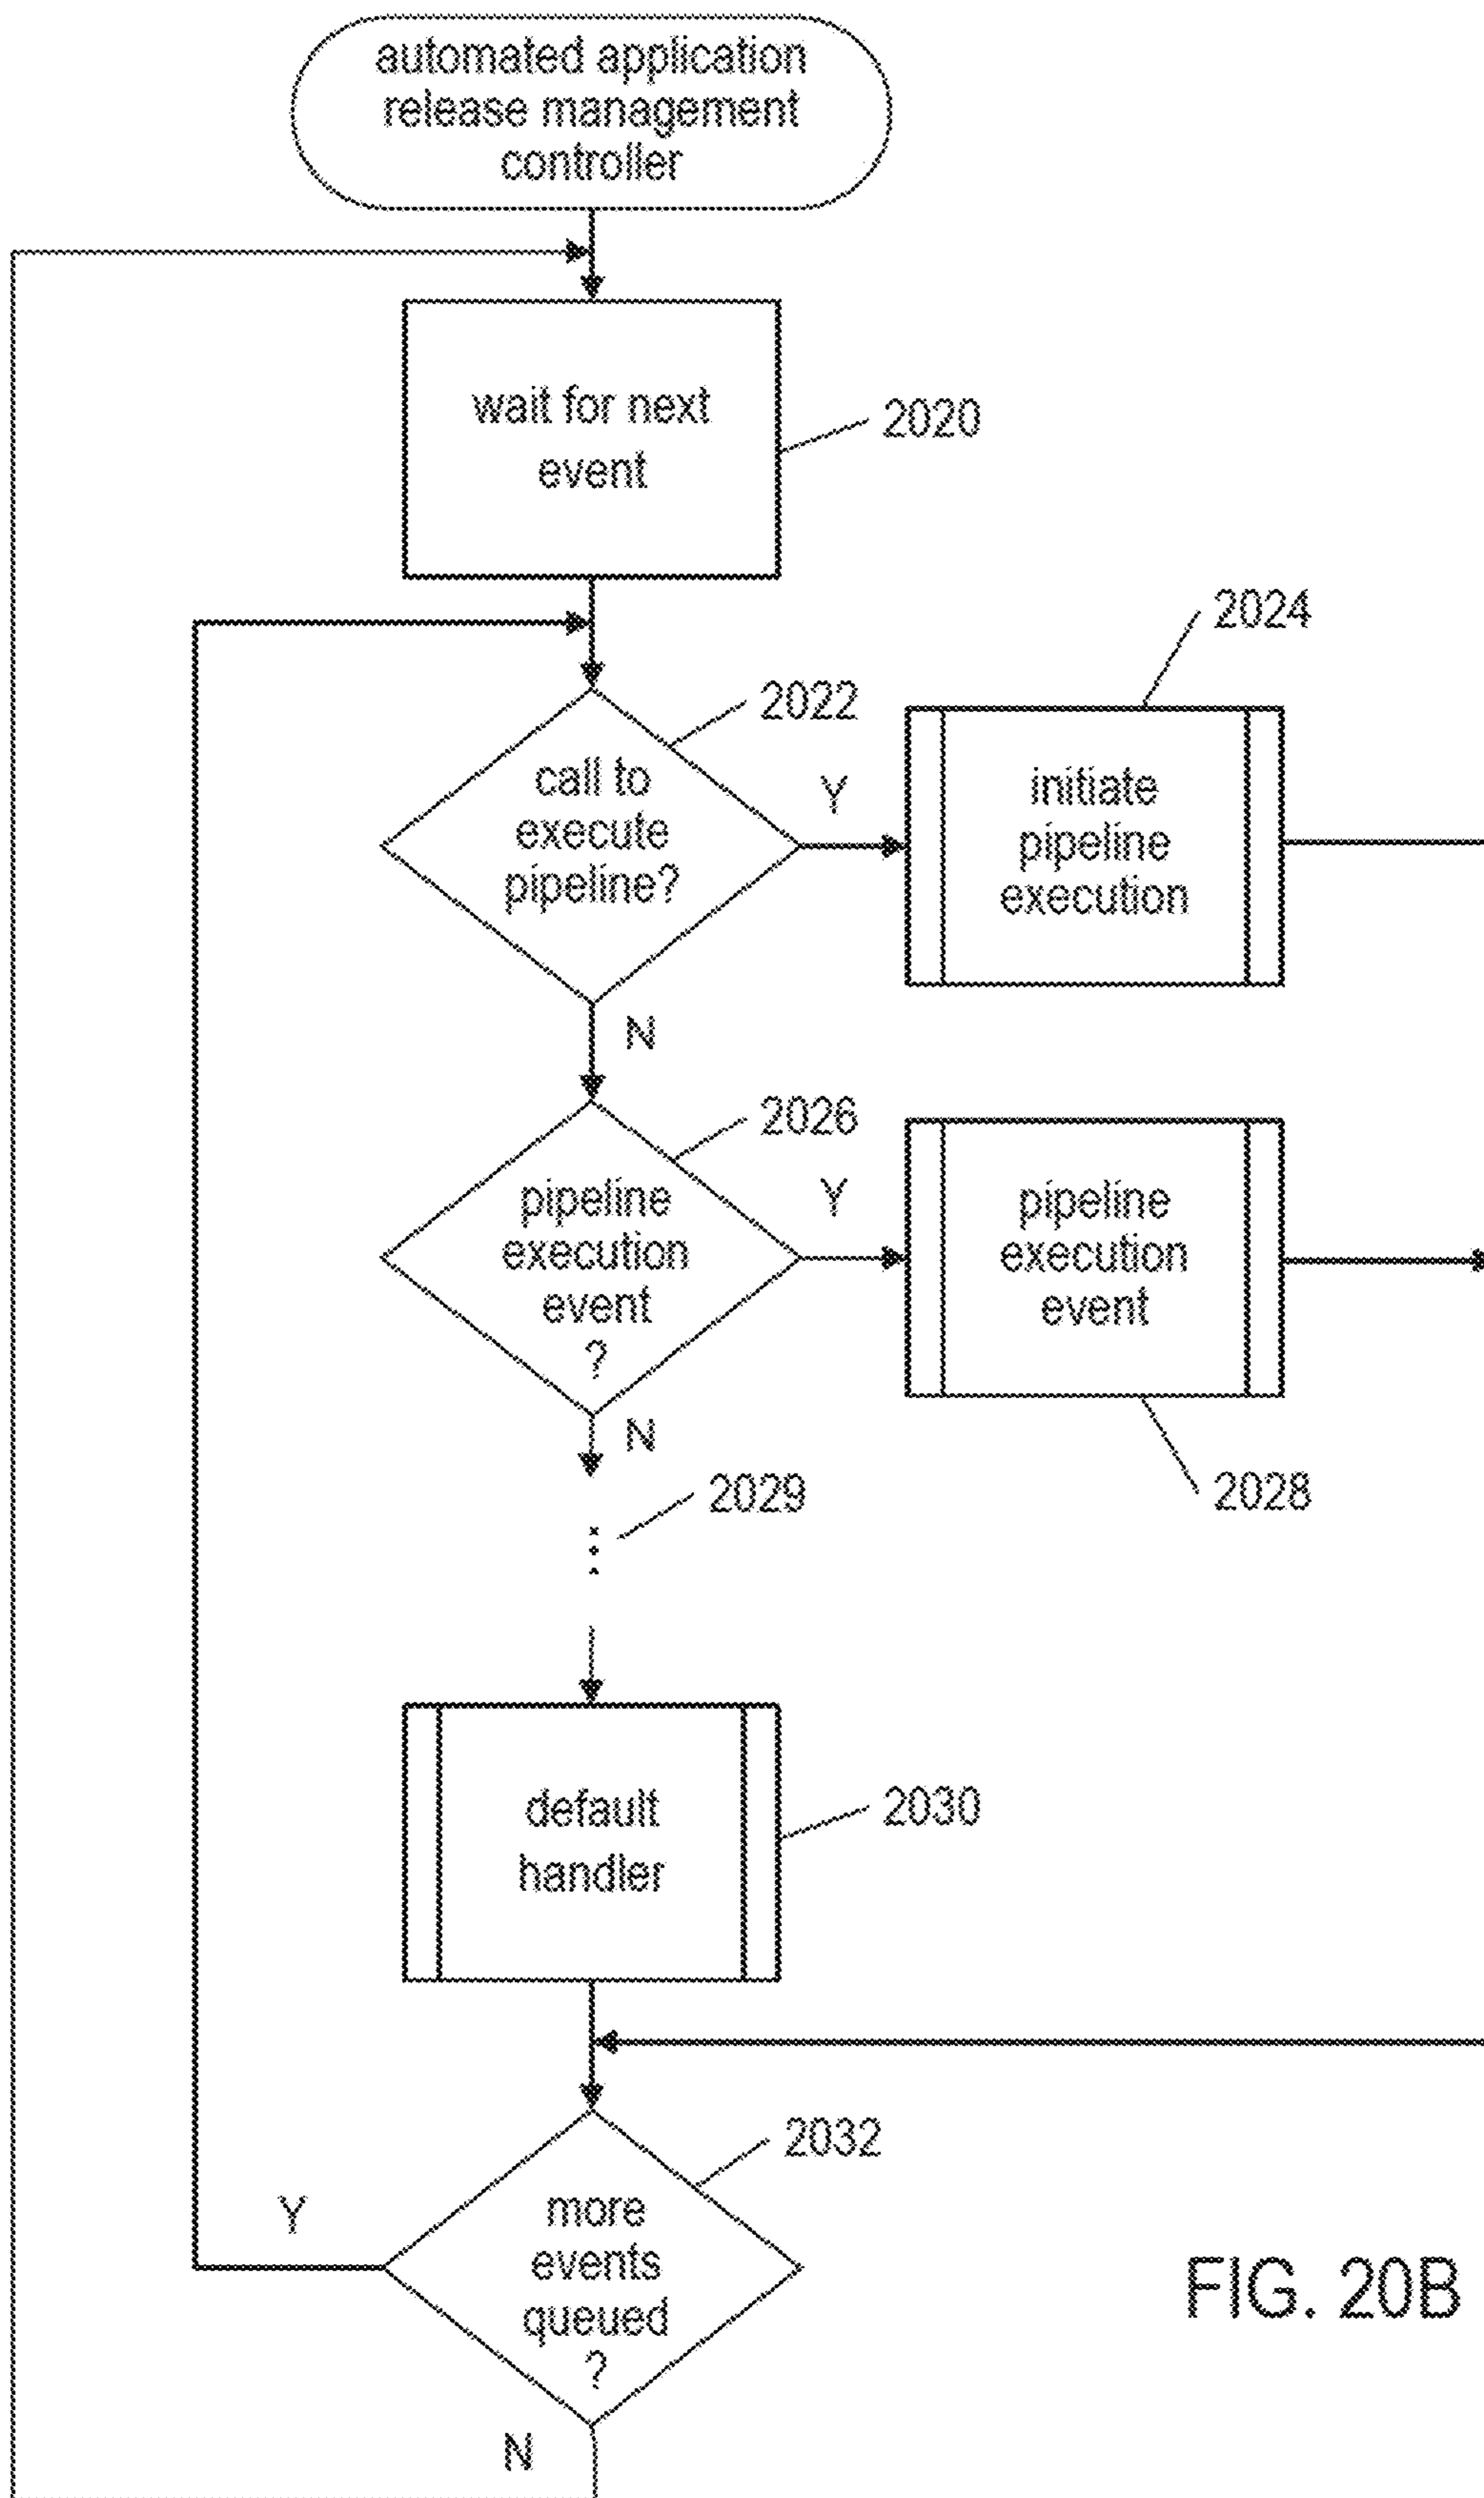 automated application
release management
controller
wait for next
event
2020
2024
2022
call to
execute
pipeline?
Y
initiate
pipeline
execution
N
2026
pipeline
execution
event
?
Y
pipeline
execution
event
N
2029
2028
default
handler
2030
2032
more
events
queued
?
Y
N
FIG. 20B